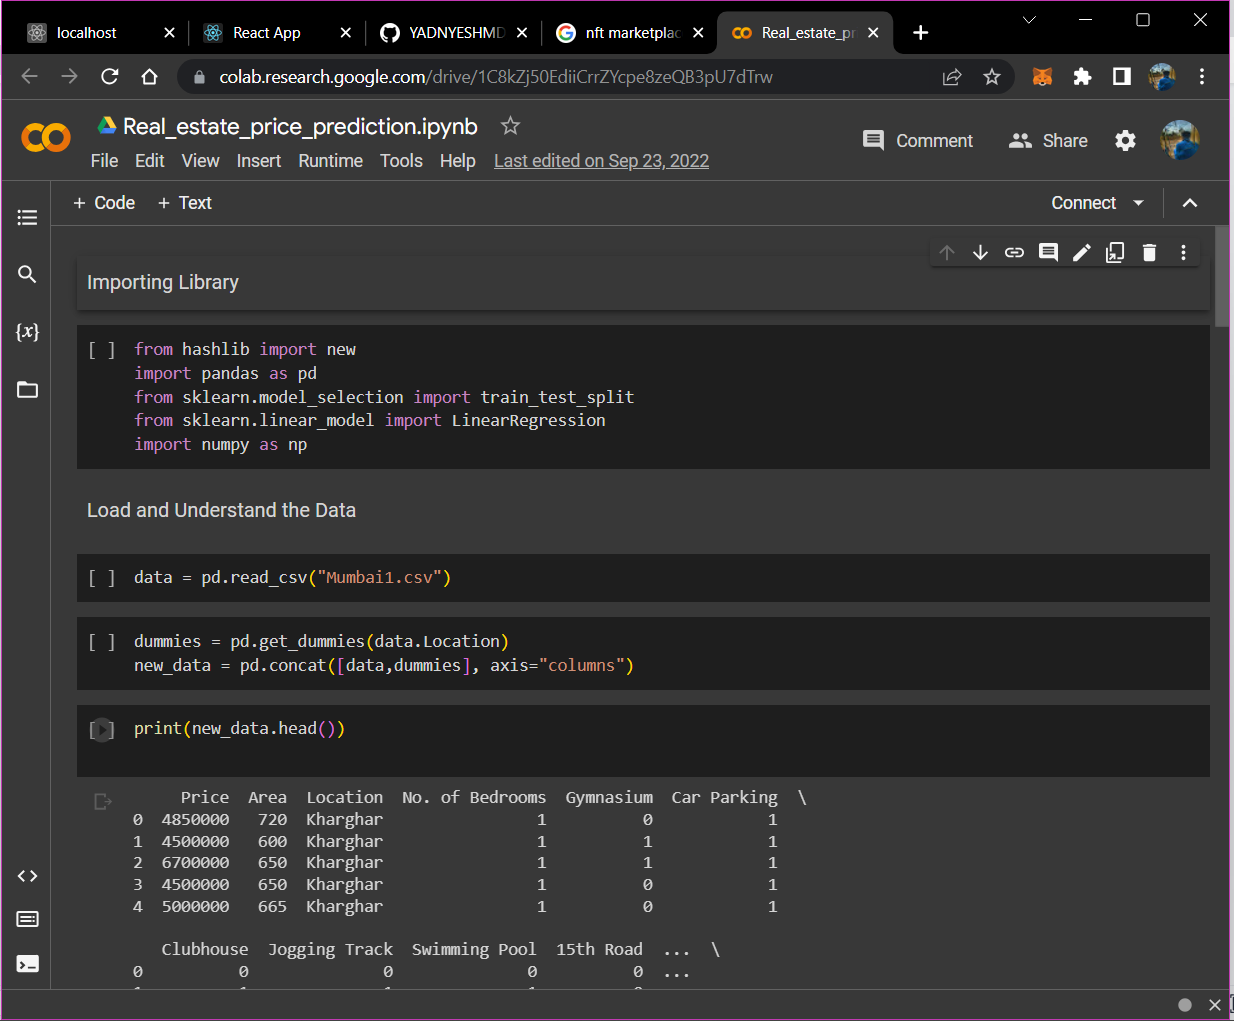 localhost
React App
YADNYESHMD
nft marketplac
Real_estate_pr
colab.research.google.com/drive/1C8kZj50EdiiCrrZYcpe8zeQB3pU7dTrw
Real_estate_price_prediction.ipynb
Comment
Share
File Edit View Insert Runtime Tools Help Last edited on Sep 23, 2022
+ Code + Text
Connect
{x}
Importing Library
[ ] from hashlib import new
import pandas as pd
from sklearn.model_selection import train_test_split
from sklearn.linear_model import LinearRegression
import numpy as np
Load and Understand the Data
[ ] data = pd.read_csv("Mumbai1.csv")
[ ] dummies = pd.get_dummies(data.Location)
new_data = pd.concat([data,dummies], axis="columns")
[ ] print(new_data.head())
Price Area Location No. of Bedrooms Gymnasium Car Parking \
0 4850000 720 Kharghar 1 0 1
1 4500000 600 Kharghar 1 1 1
2 6700000 650 Kharghar 1 1 1
3 4500000 650 Kharghar 1 0 1
4 5000000 665 Kharghar 1 0 1
Clubhouse Jogging Track Swimming Pool 15th Road ... \
0 0 0 0 0 ...